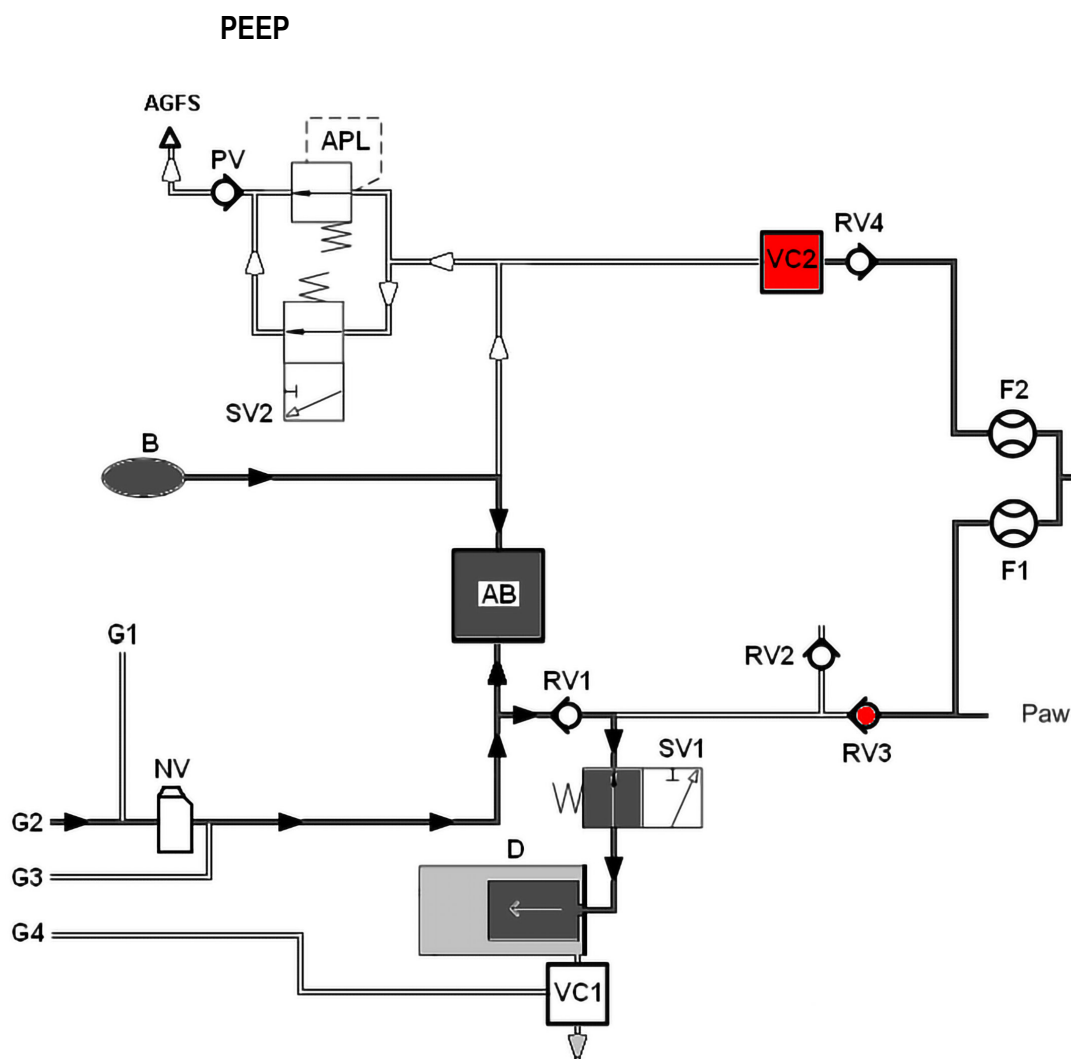 PEEP
AGFS
APL
PV
RV4
VC2
SV2
F2
B
F1
AB
G1
RV1
RV2
Paw
NV
SV1
RV3
G2
D
G3
G4
VC1